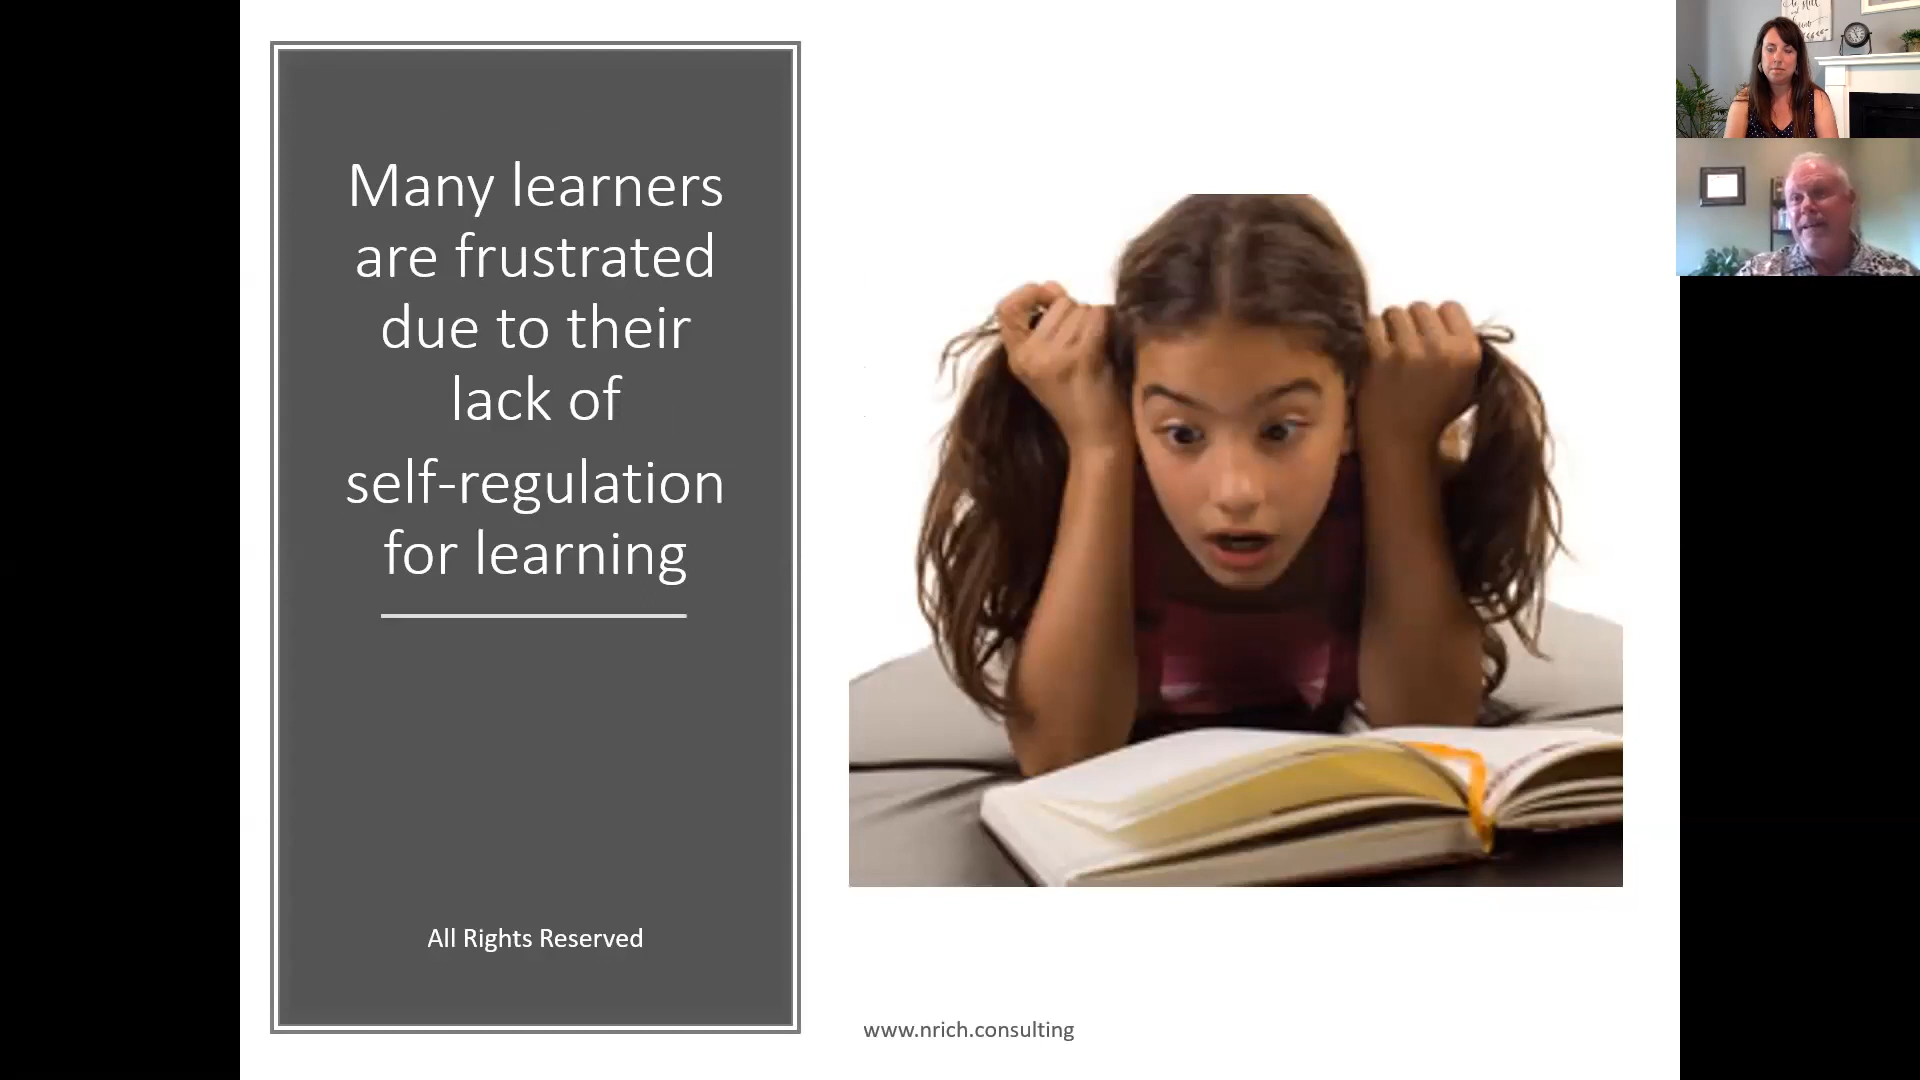 Many learners
are frustrated
due to their
lack of
self-regulation
for learning
All Rights Reserved
www.nrich.consulting